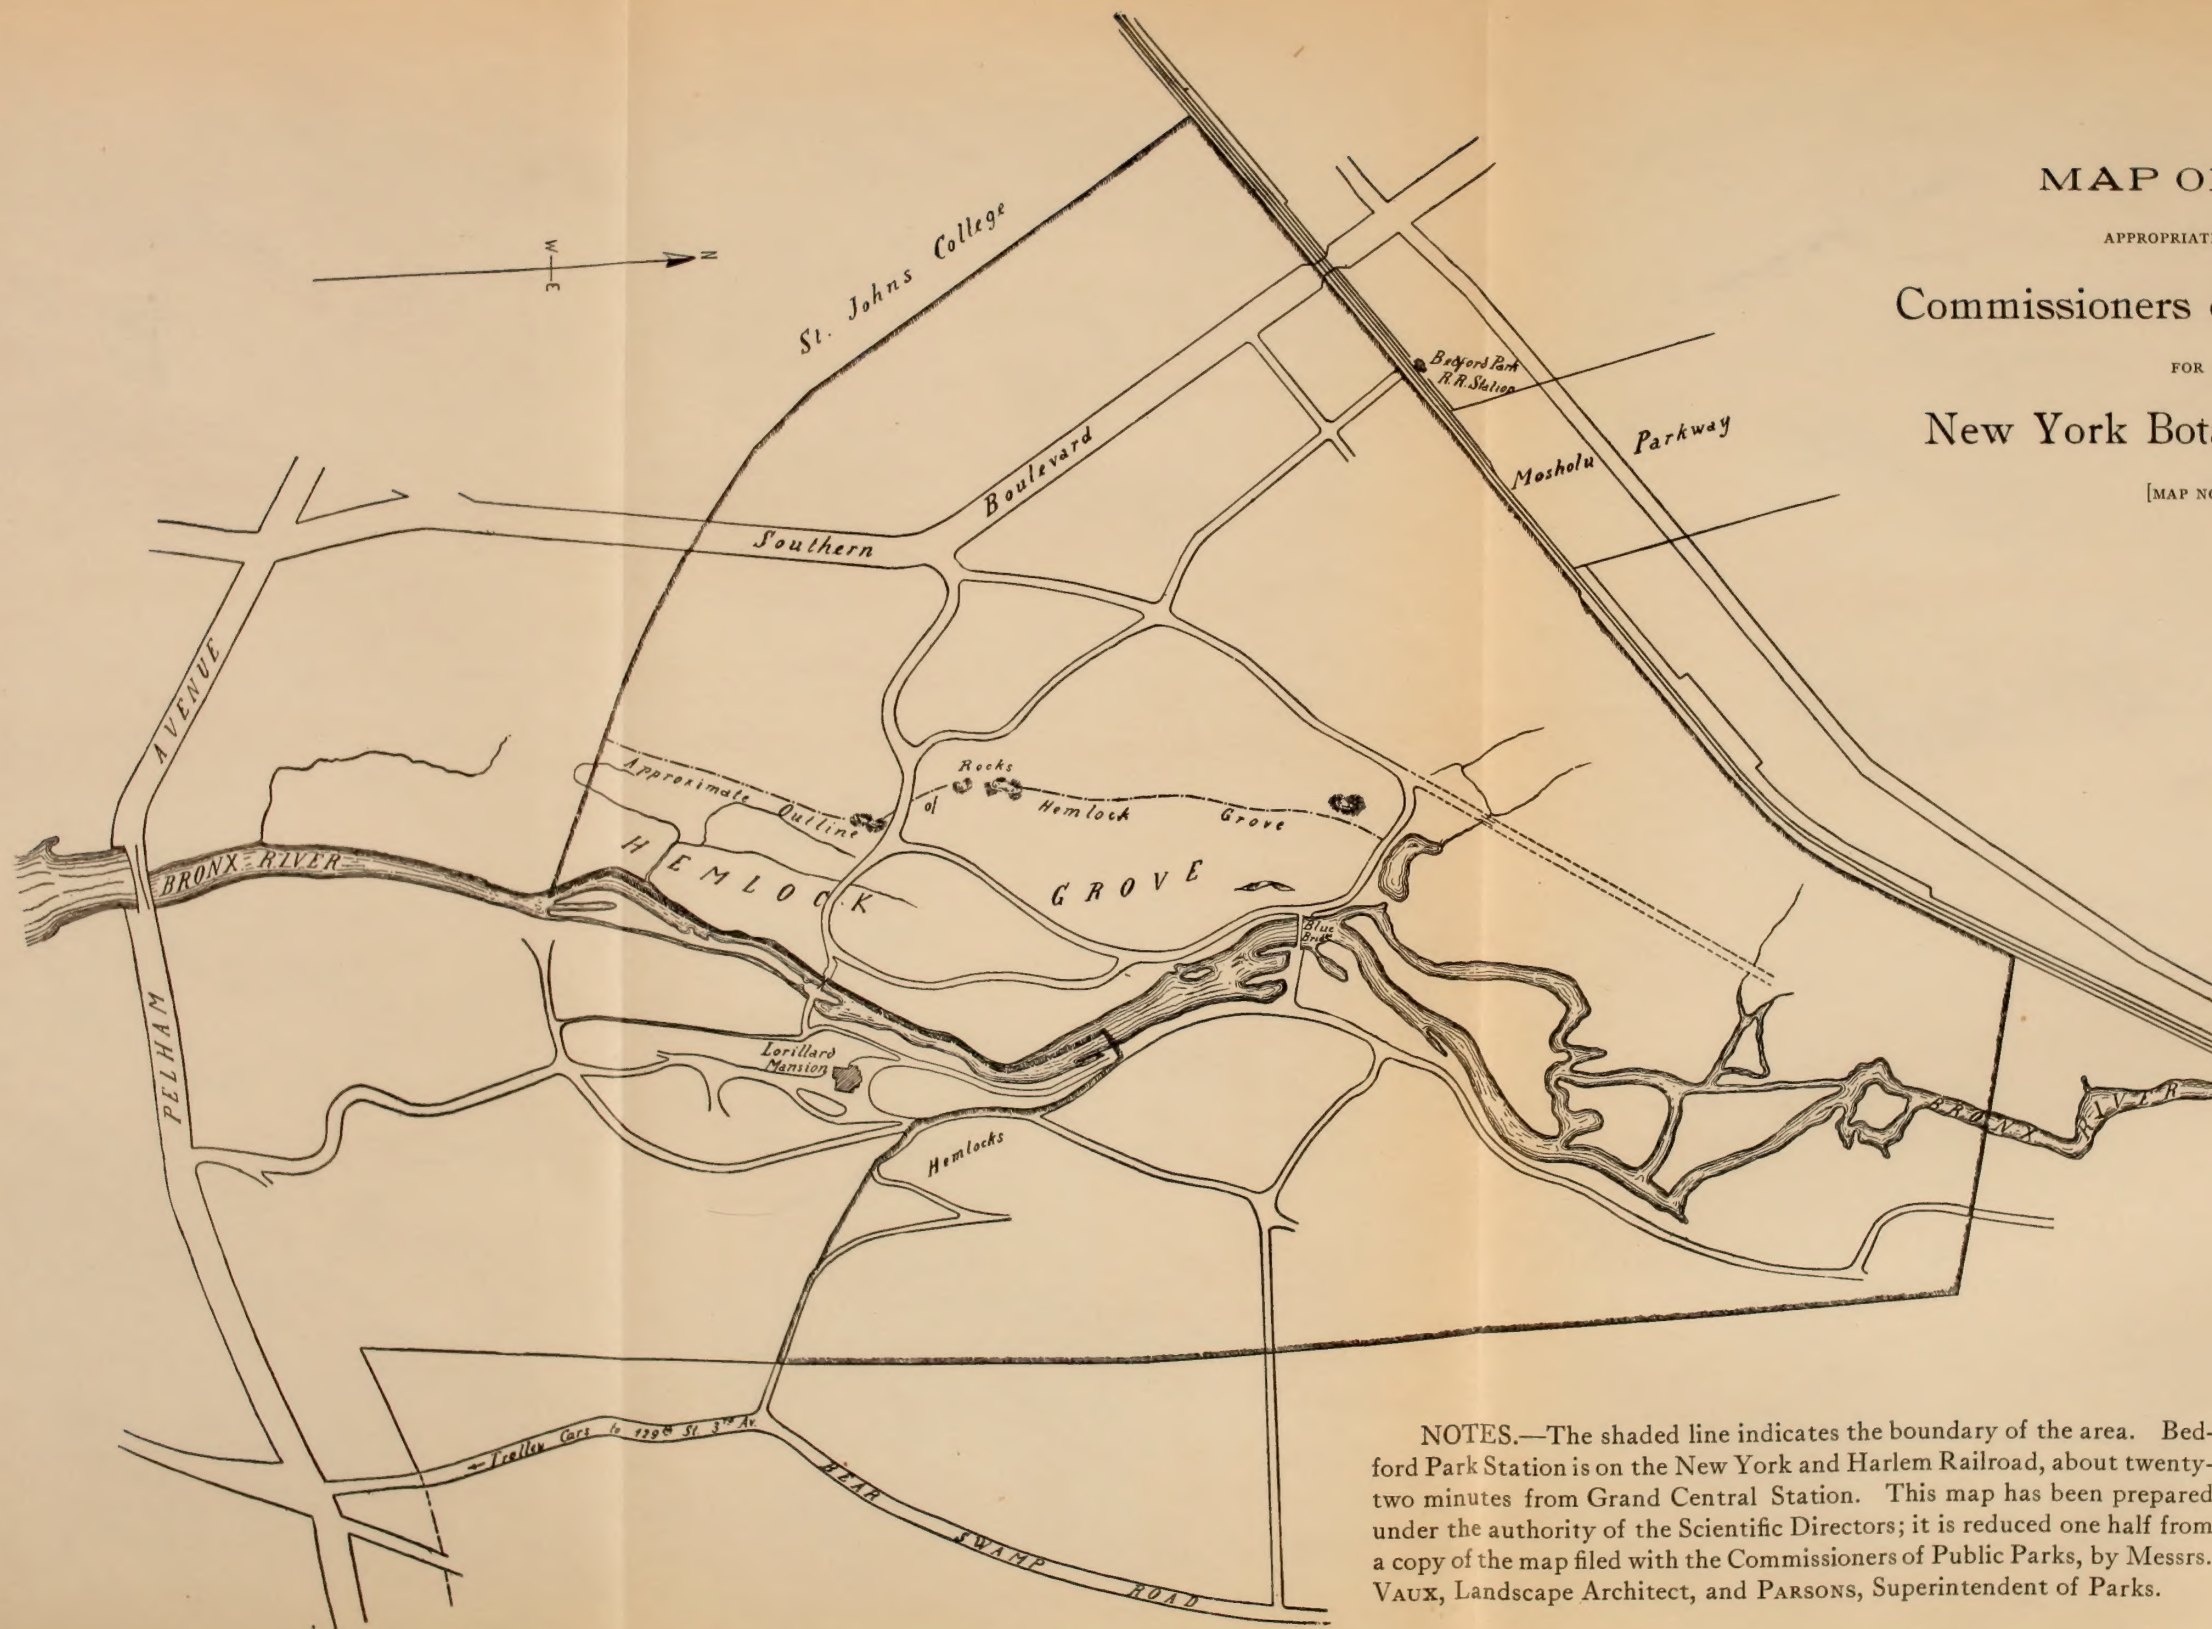 MAP O
APPROPRIAT
Commissioners
FOR
New York Bot
[MAP NO
N
W
E
St. Johns College
Bedford Park
R.R. Station
Mosholu Parkway
Southern Boulevard
AVENUE
PELHAM
BRONX RIVER
Approximate Outline of Hemlock Grove
Rocks
HEMLOCK GROVE
Blue
Bridge
Lorillard
Mansion
Hemlocks
BRONX RIVER
← Trolley Cars to 129th St. 3rd Av.
BEAR SWAMP ROAD
NOTES.—The shaded line indicates the boundary of the area. Bed-
ford Park Station is on the New York and Harlem Railroad, about twenty-
two minutes from Grand Central Station. This map has been prepared
under the authority of the Scientific Directors; it is reduced one half from
a copy of the map filed with the Commissioners of Public Parks, by Messrs.
VAUX, Landscape Architect, and PARSONS, Superintendent of Parks.